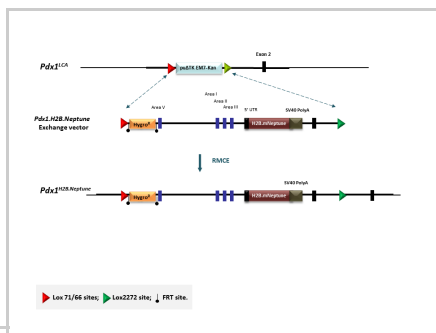 Exon 2
Pdx1LCA
puΔTK EM7-Kan
Area I
Area II
Area III
Area V
5' UTR
SV40 PolyA
Pdx1.H2B.Neptune
Exchange vector
HygroR
H2B.mNeptune
RMCE
SV40 PolyA
Pdx1H2B.Neptune
HygroR
H2B.mNeptune
Lox 71/66 sites; Lox2272 site; FRT site.